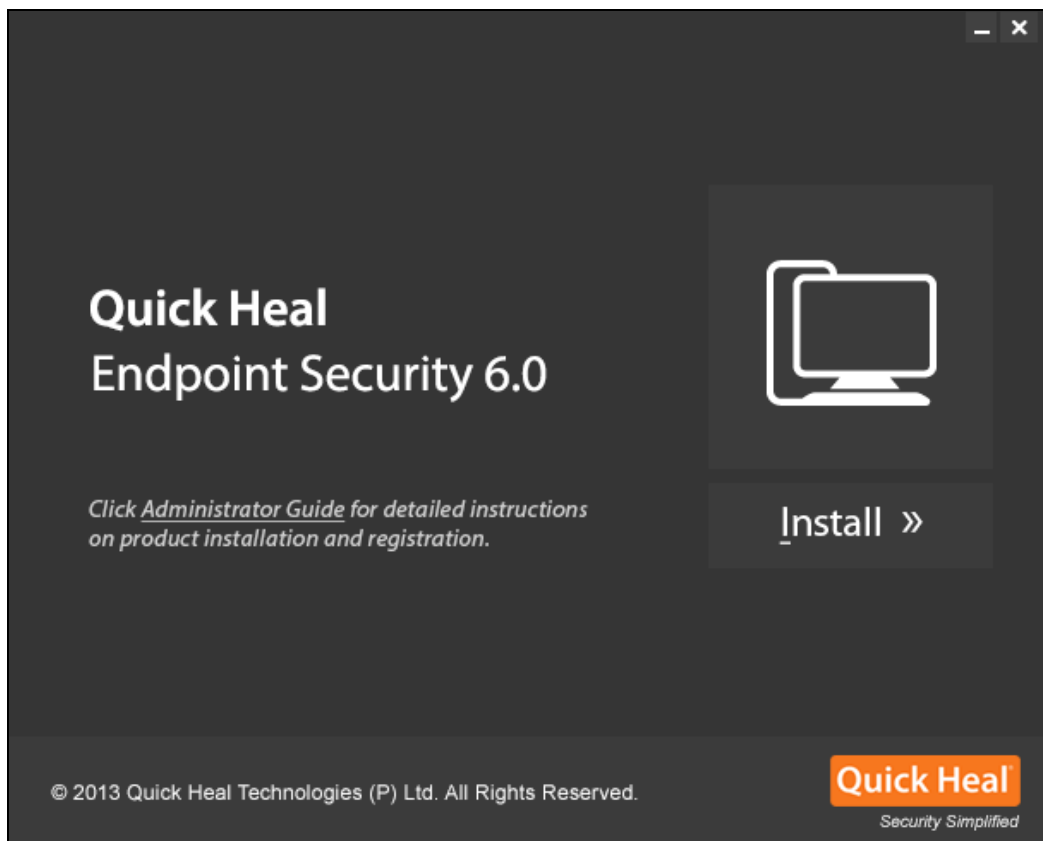 Quick Heal
Endpoint Security 6.0
Click Administrator Guide for detailed instructions
on product installation and registration.
Install »
© 2013 Quick Heal Technologies (P) Ltd. All Rights Reserved.
Quick Heal
Security Simplified